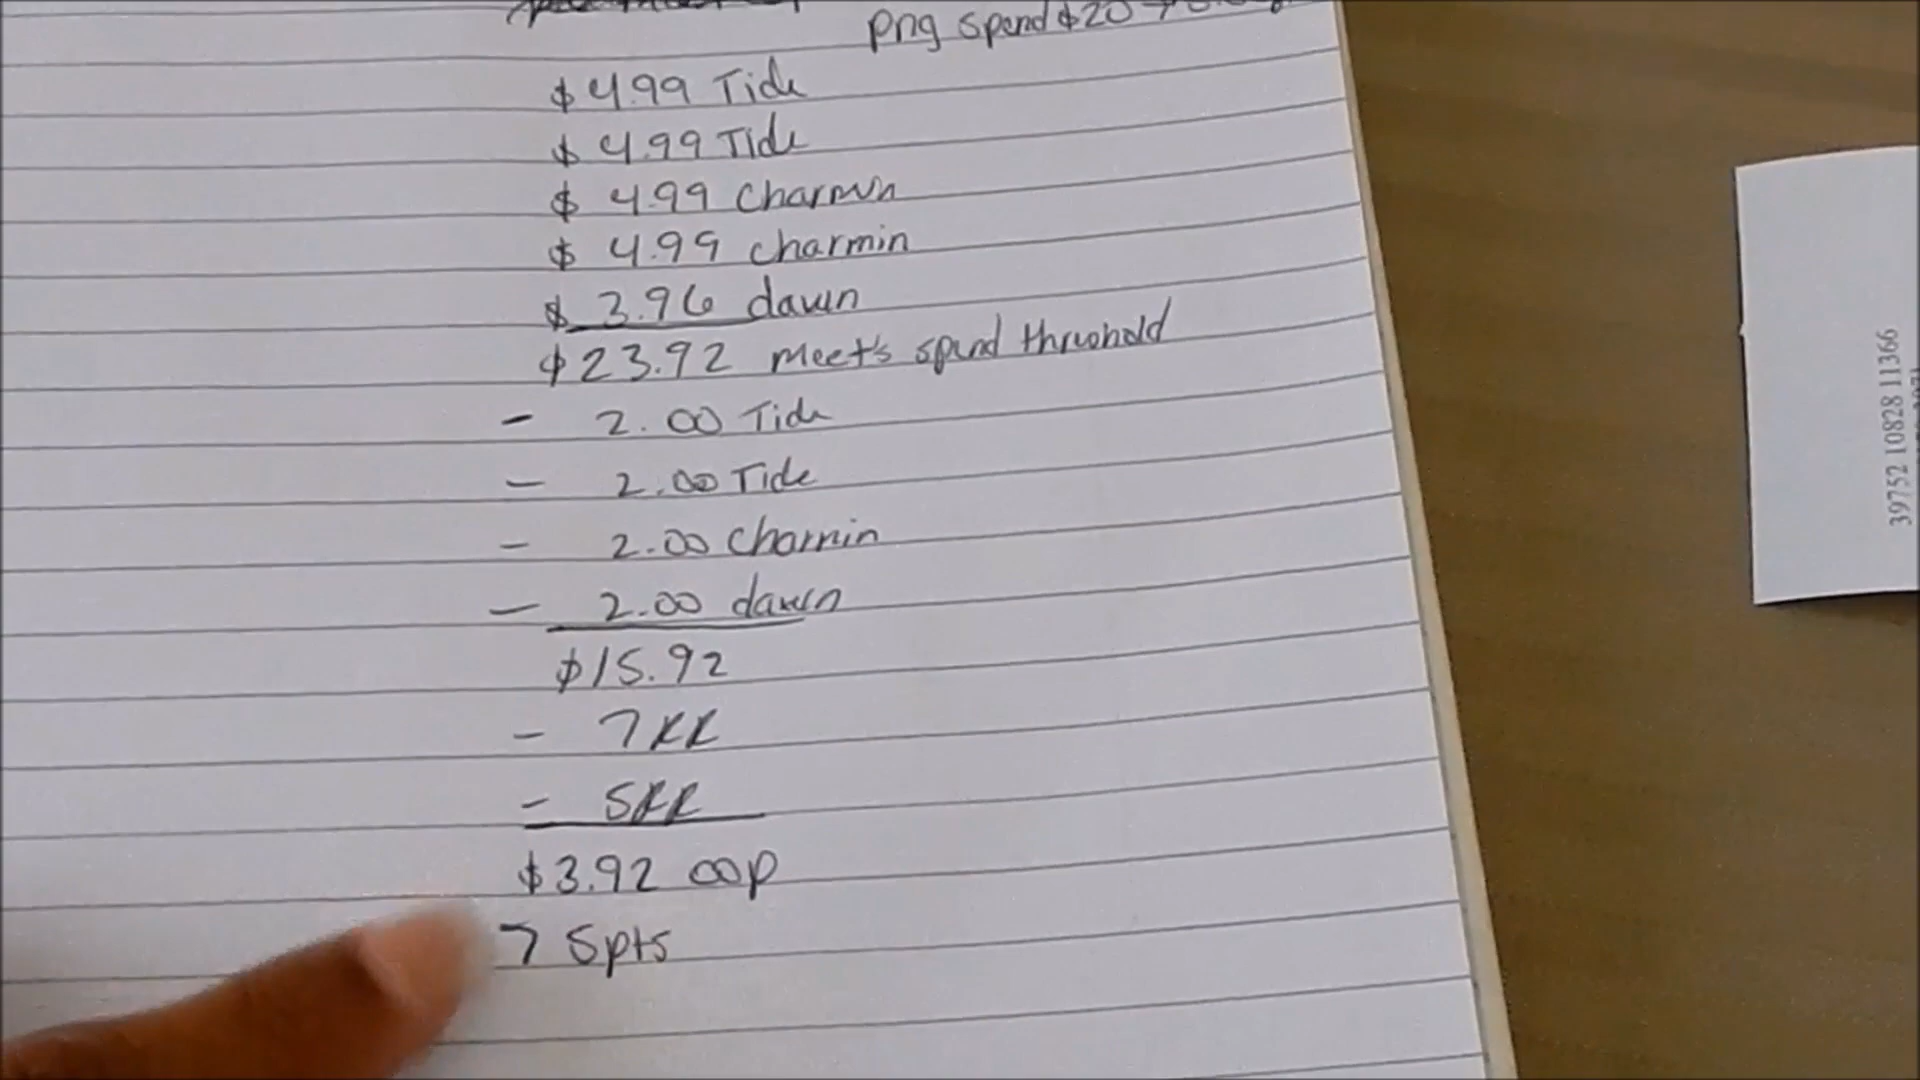 png spend $20
$4.99 Tide
$ 4.99 Tide
$ 4.99 Charmin
$ 4.99 charmin
$ 3.96 dawn
$23.92 meet's spend threshold
- 2.00 Tide
- 2.00 Tide
- 2.00 Charmin
- 2.00 dawn
$15.92
- 7RR
- 5RR
$3.92 oop
7 5pts
39752 10828 11366